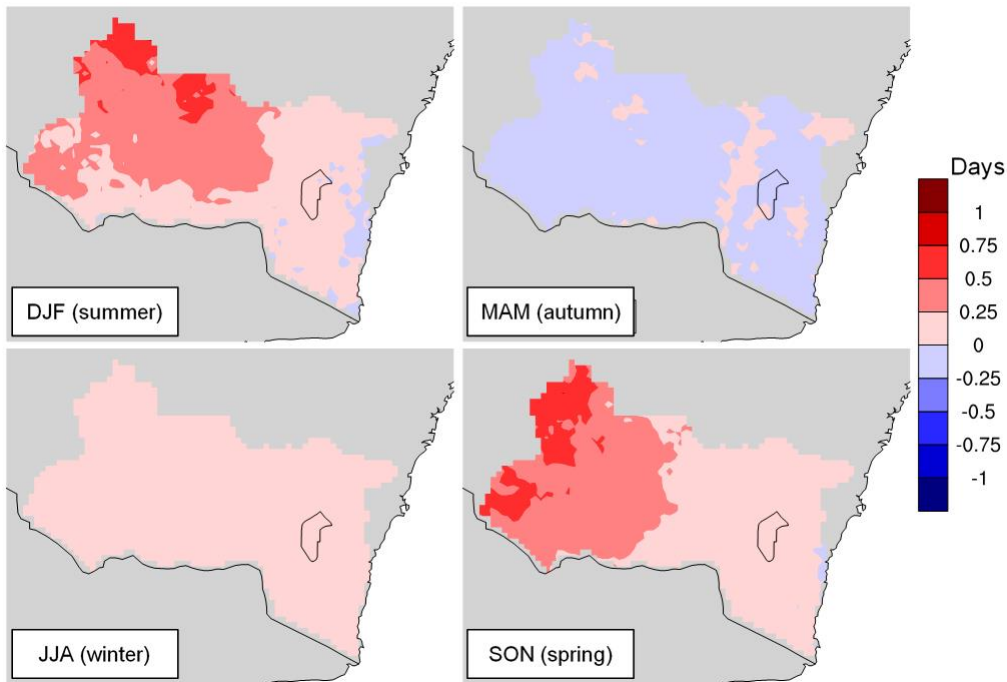 DJF (summer)
MAM (autumn)
JJA (winter)
SON (spring)
Days
1
0.75
0.5
0.25
0
-0.25
-0.5
-0.75
-1